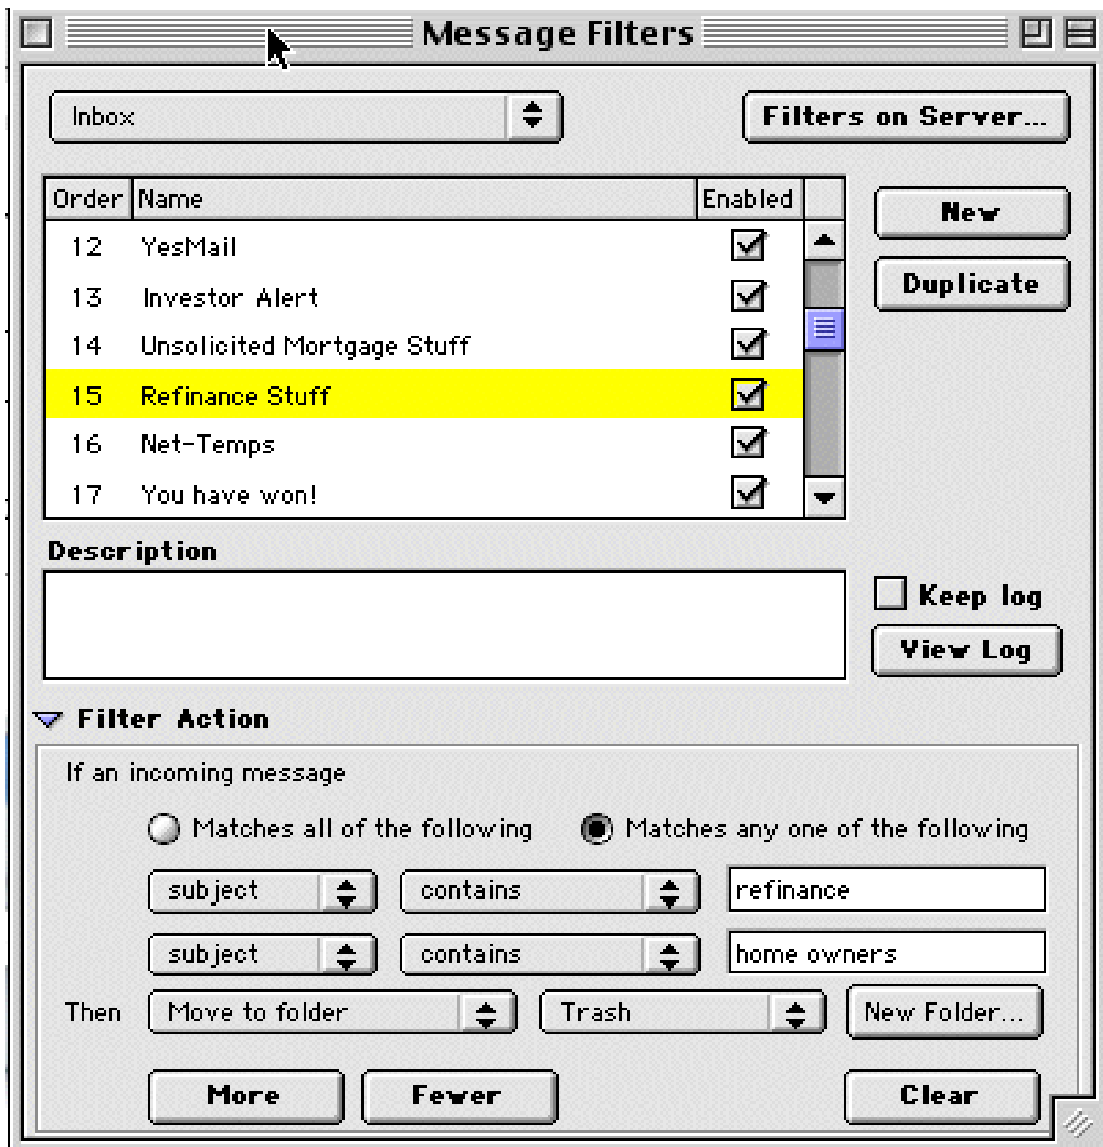 Message Filters
Inbox Filters on Server...
Order Name Enabled
New
12 YesMail
Duplicate
13 Investor Alert
14 Unsolicited Mortgage Stuff
15 Refinance Stuff
16 Net-Temps
17 You have won!
Description
Keep log
View Log
Filter Action
If an incoming message
Matches all of the following Matches any one of the following
subject contains refinance
subject contains home owners
Then Move to folder Trash New Folder...
More Fewer Clear